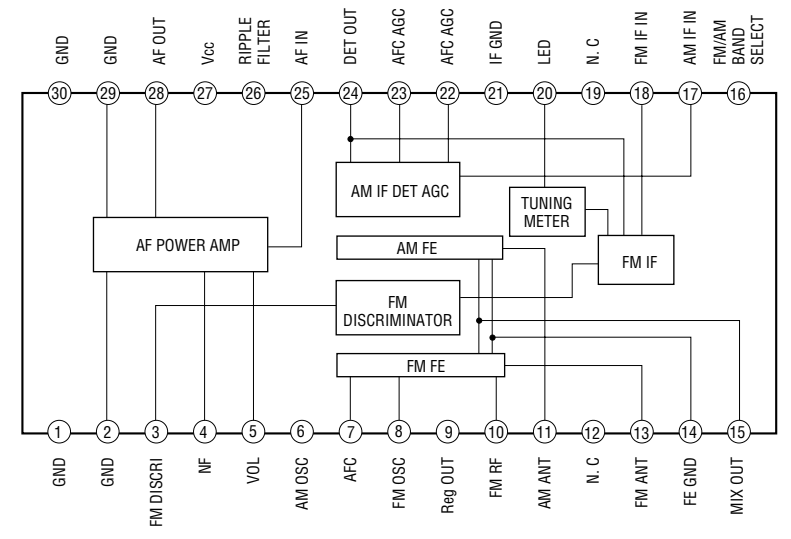 GND
GND
AF OUT
Vcc
RIPPLE
FILTER
AF IN
DET OUT
AFC AGC
AFC AGC
IF GND
LED
N. C
FM IF IN
AM IF IN
FM/AM
BAND
SELECT
30 29 28 27 26 25 24 23 22 21 20 19 18 17 16
AM IF DET AGC
TUNING
METER
AF POWER AMP
AM FE
FM IF
FM
DISCRIMINATOR
FM FE
1 2 3 4 5 6 7 8 9 10 11 12 13 14 15
GND
GND
FM DISCRI
NF
VOL
AM OSC
AFC
FM OSC
Reg OUT
FM RF
AM ANT
N. C
FM ANT
FE GND
MIX OUT